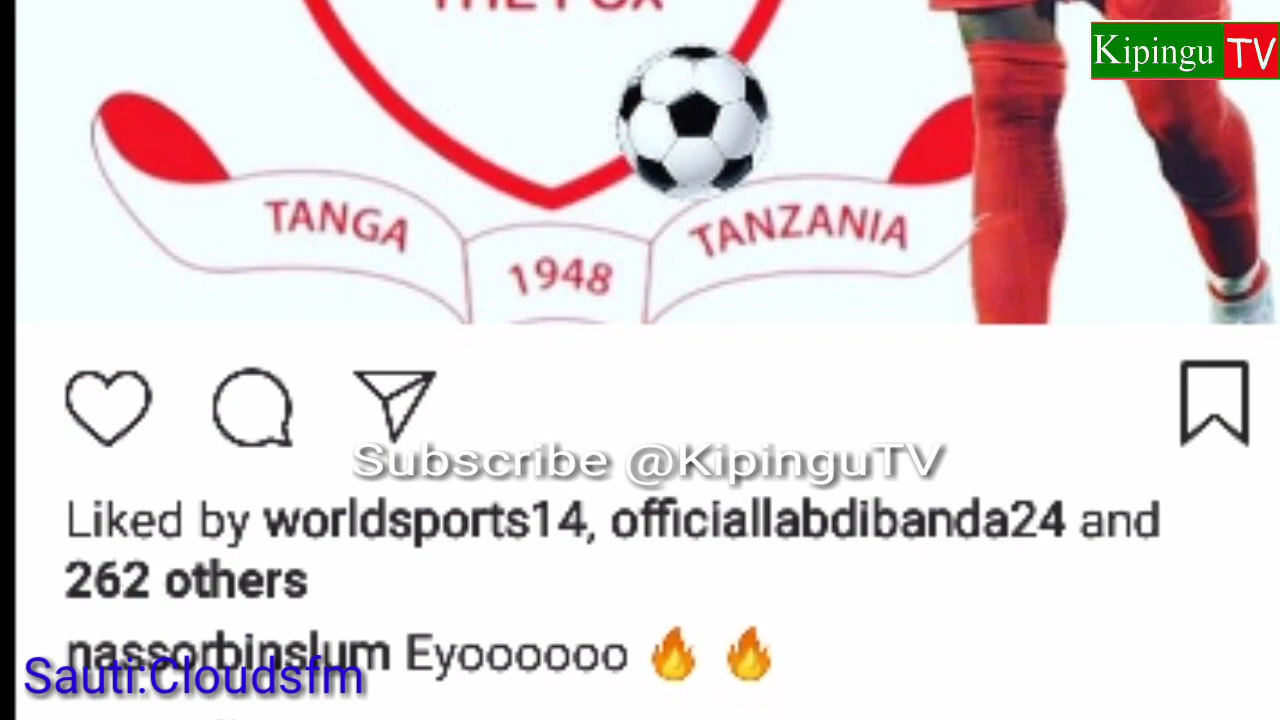 THE FOX
Kipingu TV
TANGA
TANZANIA
1948
Subscribe @KipinguTV
Liked by worldsports14, officiallabdibanda24 and
262 others
nassorbinslum Eyoooooo 🔥 🔥
Sauti:Cloudsfm